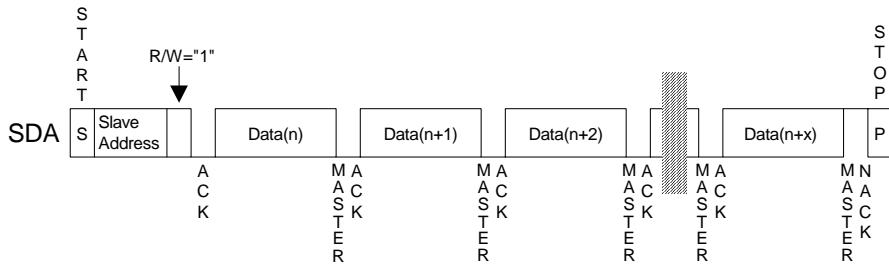 START
STOP
R/W="1"
SDA
S
Slave
Address
Data(n)
Data(n+1)
Data(n+2)
Data(n+x)
P
ACK
MASTER
ACK
MASTER
ACK
MASTER
ACK
MASTER
ACK
MASTER
NACK